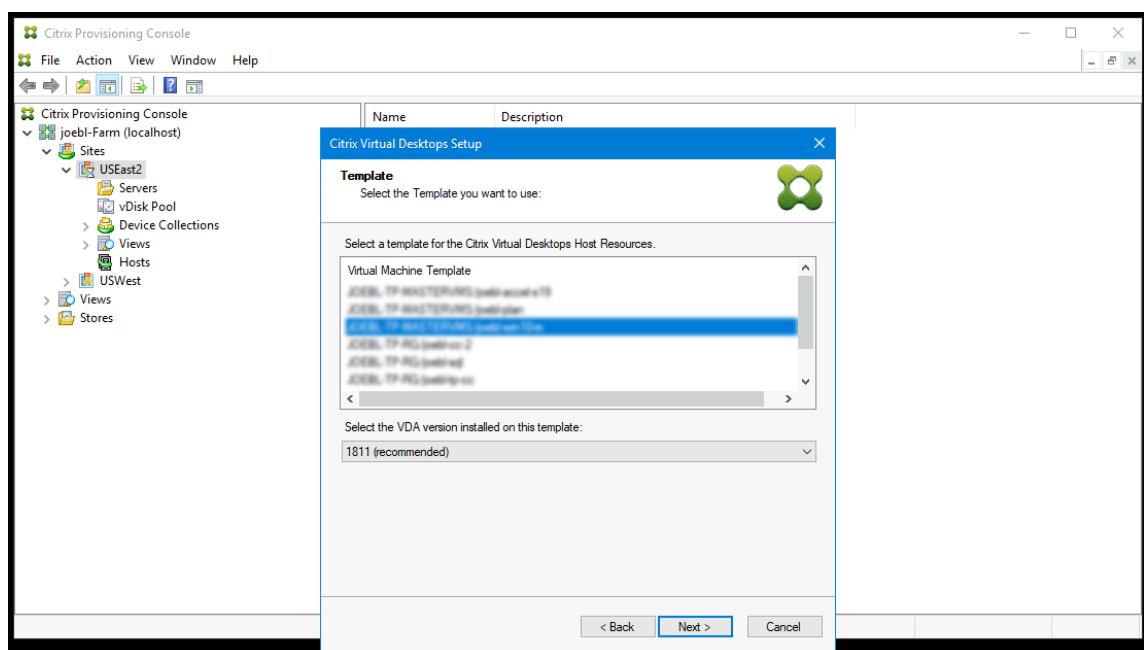 Citrix Provisioning Console
File Action View Window Help
Citrix Provisioning Console
joebl-Farm (localhost)
Sites
USEast2
Servers
vDisk Pool
Device Collections
Views
Hosts
USWest
Views
Stores
Name Description
Citrix Virtual Desktops Setup
Template
Select the Template you want to use:
Select a template for the Citrix Virtual Desktops Host Resources.
Virtual Machine Template
Select the VDA version installed on this template:
1811 (recommended)
< Back Next > Cancel